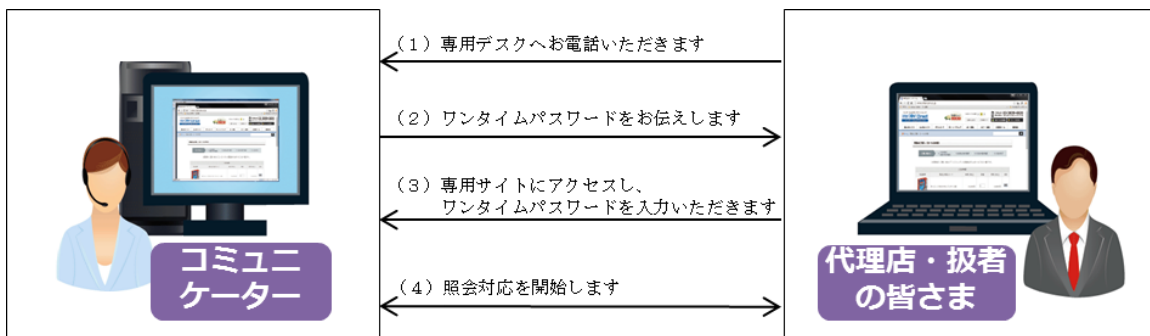 （1）専用デスクへお電話いただきます
（2）ワンタイムパスワードをお伝えします
（3）専用サイトにアクセスし、
ワンタイムパスワードを入力いただきます
（4）照会対応を開始します
コミュニ
ケーター
代理店・扱者
の皆さま